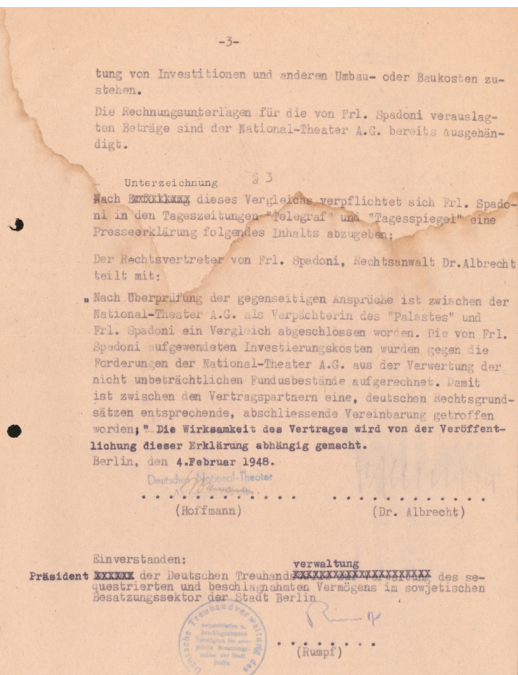 -3-
tung von Investitionen und anderen Umbau- oder Baukosten zu-
stehen.
Die Rechnungsunterlagen für die von Frl. Spadoni verauslag-
ten Beträge sind der National-Theater A.G. bereits ausgehän-
digt.
Unterzeichnung § 3
Nach dieses Vergleichs verpflichtet sich Frl. Spado-
ni in den Tageszeitungen "Telegraf" und "Tagesspiegel" eine
Presseerklärung folgendes Inhalts abzugeben:
Der Rechtsvertreter von Frl. Spadoni, Rechtsanwalt Dr.Albrecht
teilt mit:
"Nach Überprüfung der gegenseitigen Ansprüche ist zwischen der
National-Theater A.G. als Verpächterin des "Palastes" und
Frl. Spadoni ein Vergleich abgeschlossen worden. Die von Frl.
Spadoni aufgewendeten Investierungskosten wurden gegen die
Forderungen der National-Theater A.G. aus der Verwertung der
nicht unbeträchtlichen Fundusbestände aufgerechnet. Damit
ist zwischen den Vertragspartnern eine, deutschen Rechtsgrund-
sätzen entsprechende, abschliessende Vereinbarung getroffen
worden;" Die Wirksamkeit des Vertrages wird von der Veröffent-
lichung dieser Erklärung abhängig gemacht.
Berlin, den 4.Februar 1948.
Deutsches National-Theater
(Hoffmann) (Dr. Albrecht)
Einverstanden:
verwaltung
Präsident der Deutschen Treuhand des se-
questrierten und beschlagnahmten Vermögens im sowjetischen
Besatzungssektor der Stadt Berlin.
Rumpf
Deutsche Treuhandverwaltung des
(Rumpf)